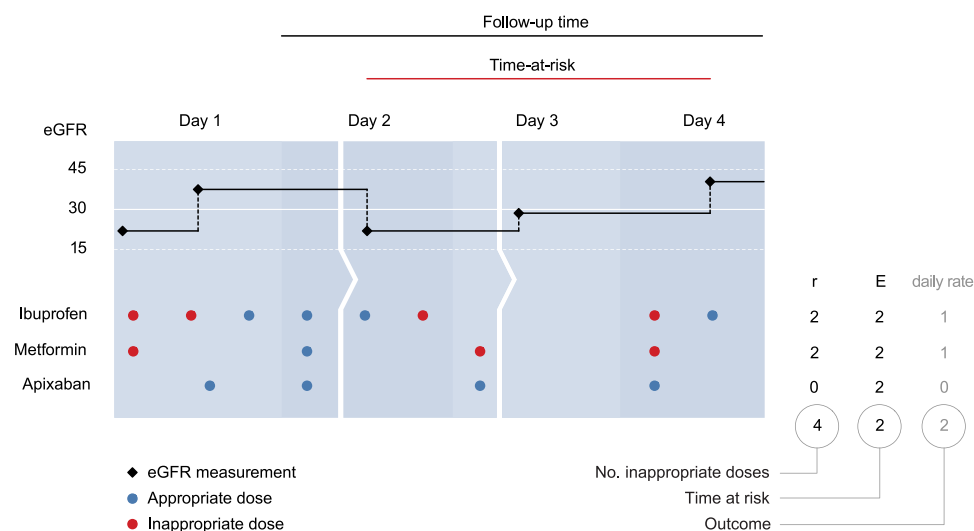 Follow-up time
Time-at-risk
eGFR
Day 1
Day 2
Day 3
Day 4
45
30
15
r
E
daily rate
Ibuprofen
2
2
1
Metformin
2
2
1
Apixaban
0
2
0
4
2
2
eGFR measurement
No. inappropriate doses
Appropriate dose
Time at risk
Inappropriate dose
Outcome